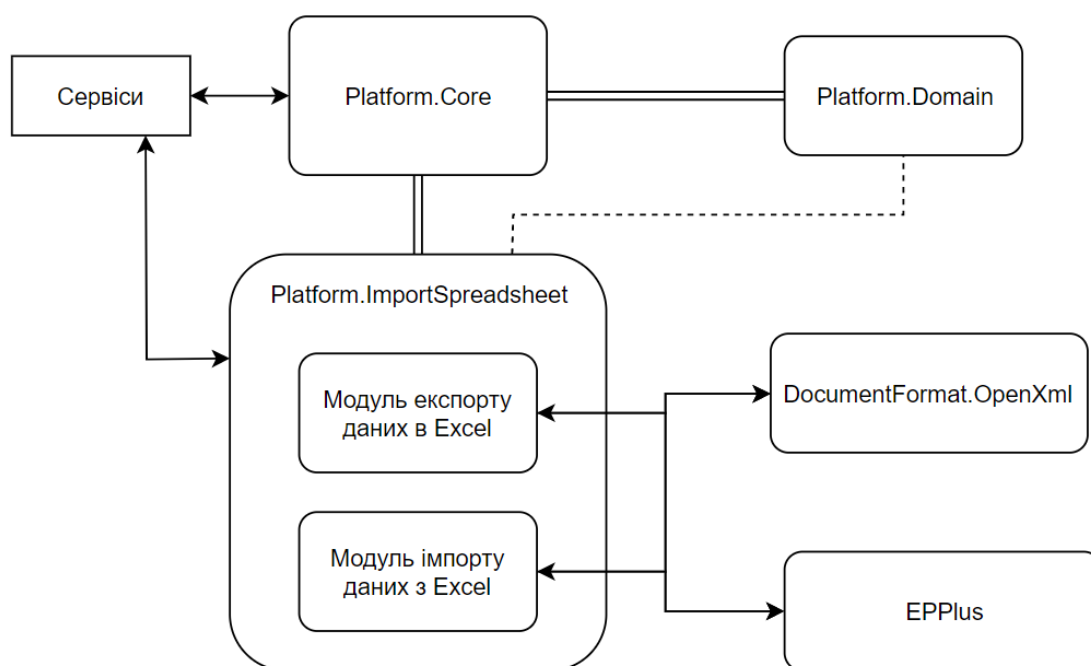 Сервіси
Platform.Core
Platform.Domain
Platform.ImportSpreadsheet
Модуль експорту
даних в Excel
DocumentFormat.OpenXml
Модуль імпорту
даних з Excel
EPPlus